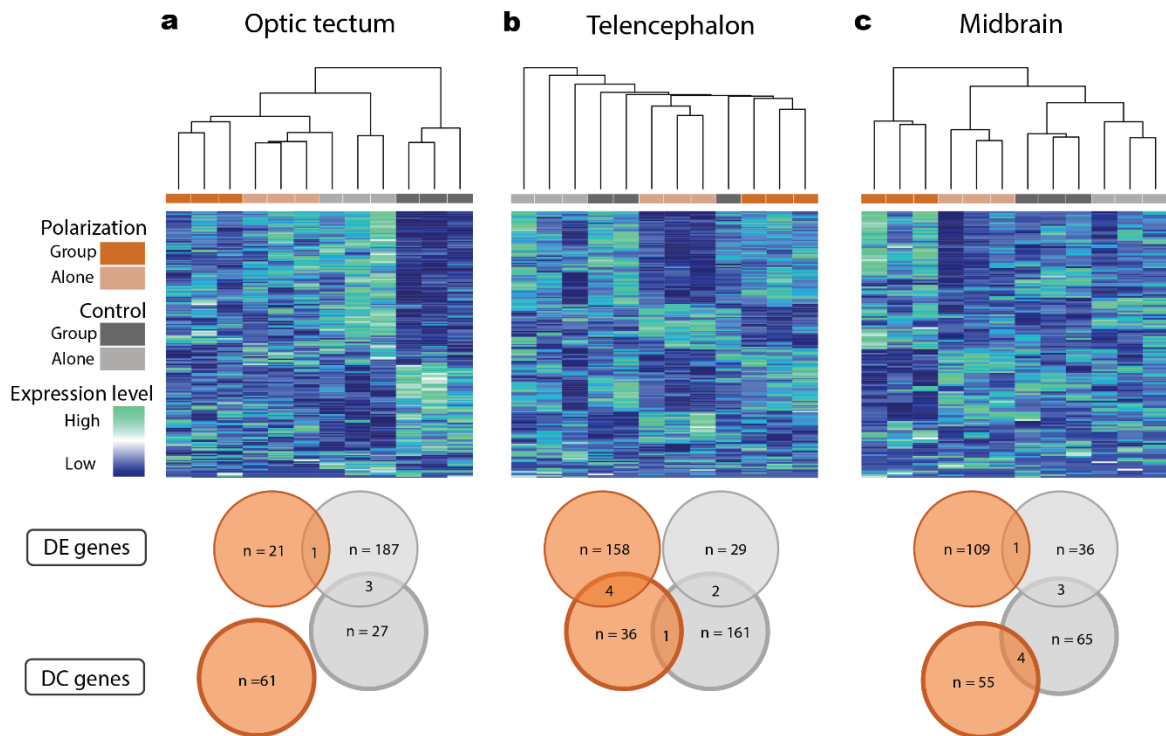 a Optic tectum
b Telencephalon
c Midbrain
Polarization
Group
Alone
Control
Group
Alone
Expression level
High
Low
DE genes
n = 21
1
n = 187
3
n = 27
n =61
DC genes
n = 158
n = 29
4
2
n = 36
1
n = 161
n =109
1
n =36
3
n = 65
4
n = 55